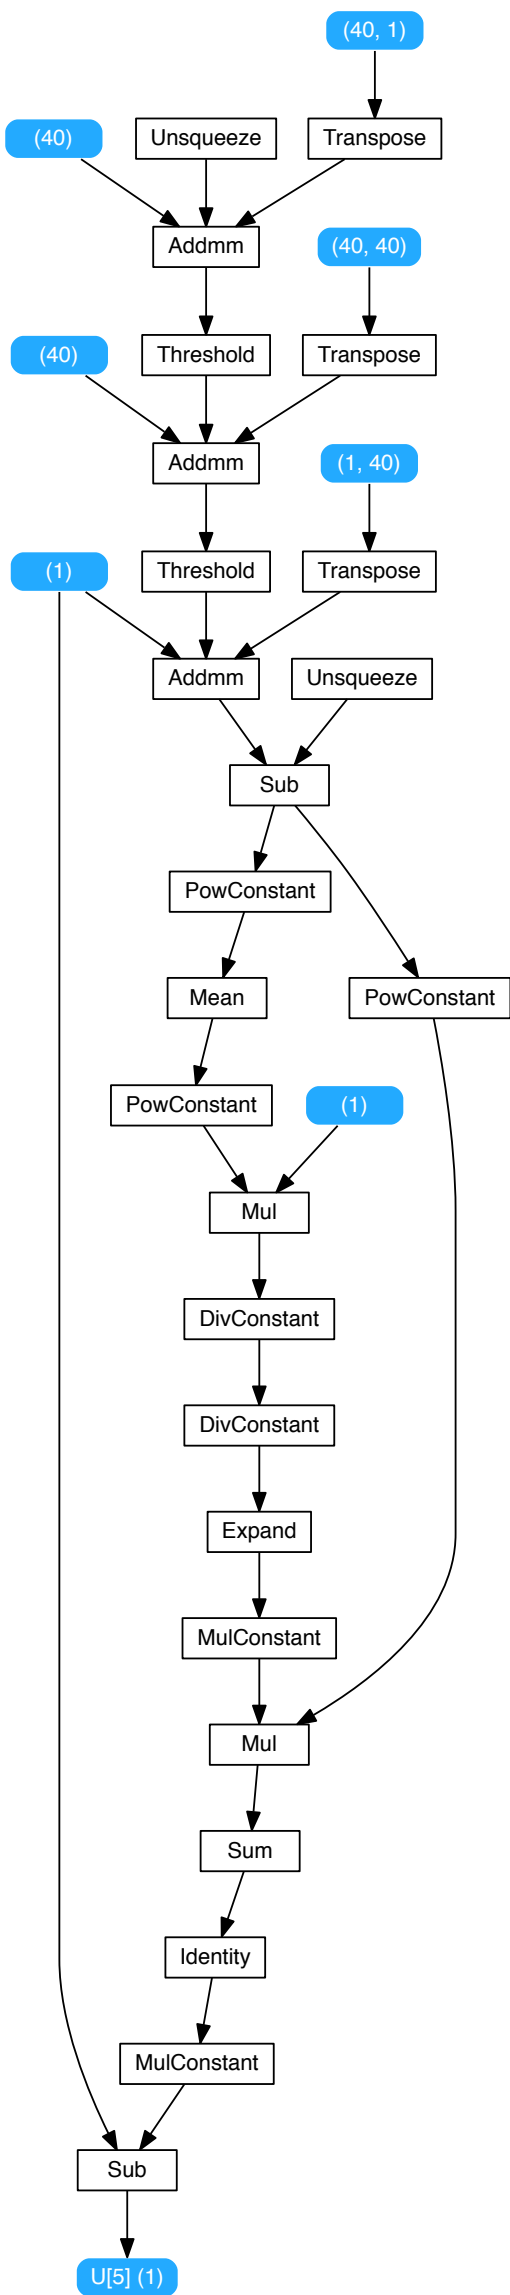 (40, 1)
(40)
Unsqueeze
Transpose
Addmm
(40, 40)
(40)
Threshold
Transpose
Addmm
(1, 40)
(1)
Threshold
Transpose
Addmm
Unsqueeze
Sub
PowConstant
Mean
PowConstant
PowConstant
(1)
Mul
DivConstant
DivConstant
Expand
MulConstant
Mul
Sum
Identity
MulConstant
Sub
U[5] (1)